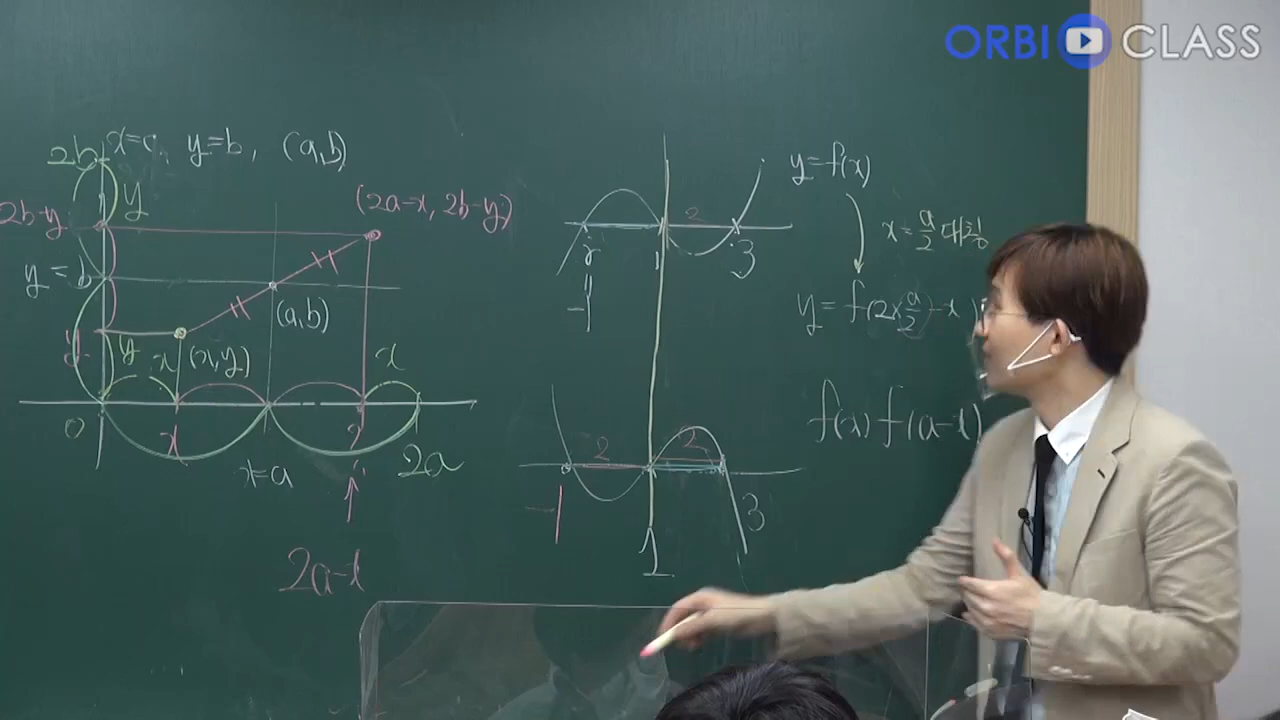 ORBI CLASS
x=a, y=b, (a,b)
2b
y
2b-y
(2a-x, 2b-y)
y=b
(a,b)
y
x
(x,y)
x
0
x
x=a
2a
2a-x
2
1
3
-1
2
2
-1
3
1
y=f(x)
x=a/2 대칭
y=f(2×(a/2)-x)
f(x) f(a-x)